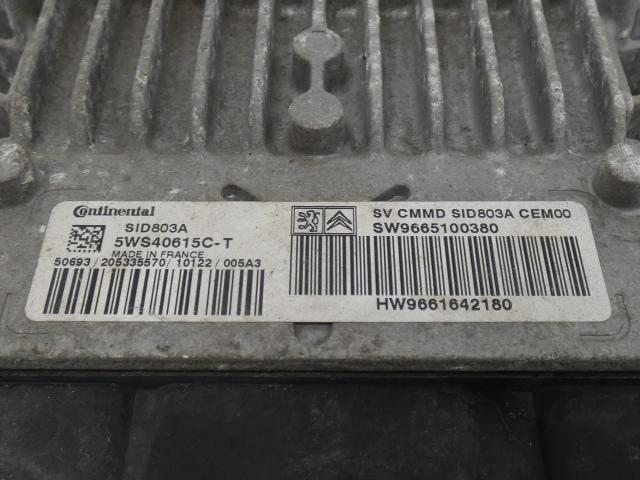 Continental
SID803A
5WS40615C-T
MADE IN FRANCE
50693/205335570/10122/005A3
SV CMMD SID803A CEM00
SW9665100380
HW9661642180